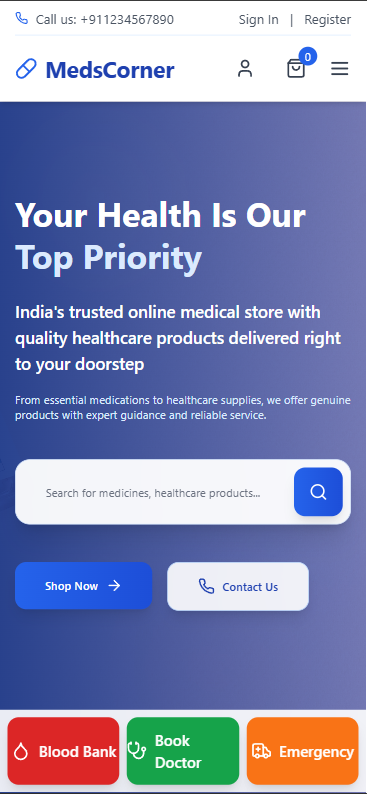 Call us: +911234567890 Sign In | Register
MedsCorner 0
Your Health Is Our
Top Priority
India's trusted online medical store with
quality healthcare products delivered right
to your doorstep
From essential medications to healthcare supplies, we offer genuine
products with expert guidance and reliable service.
Search for medicines, healthcare products...
Shop Now Contact Us
Blood Bank Book Doctor Emergency